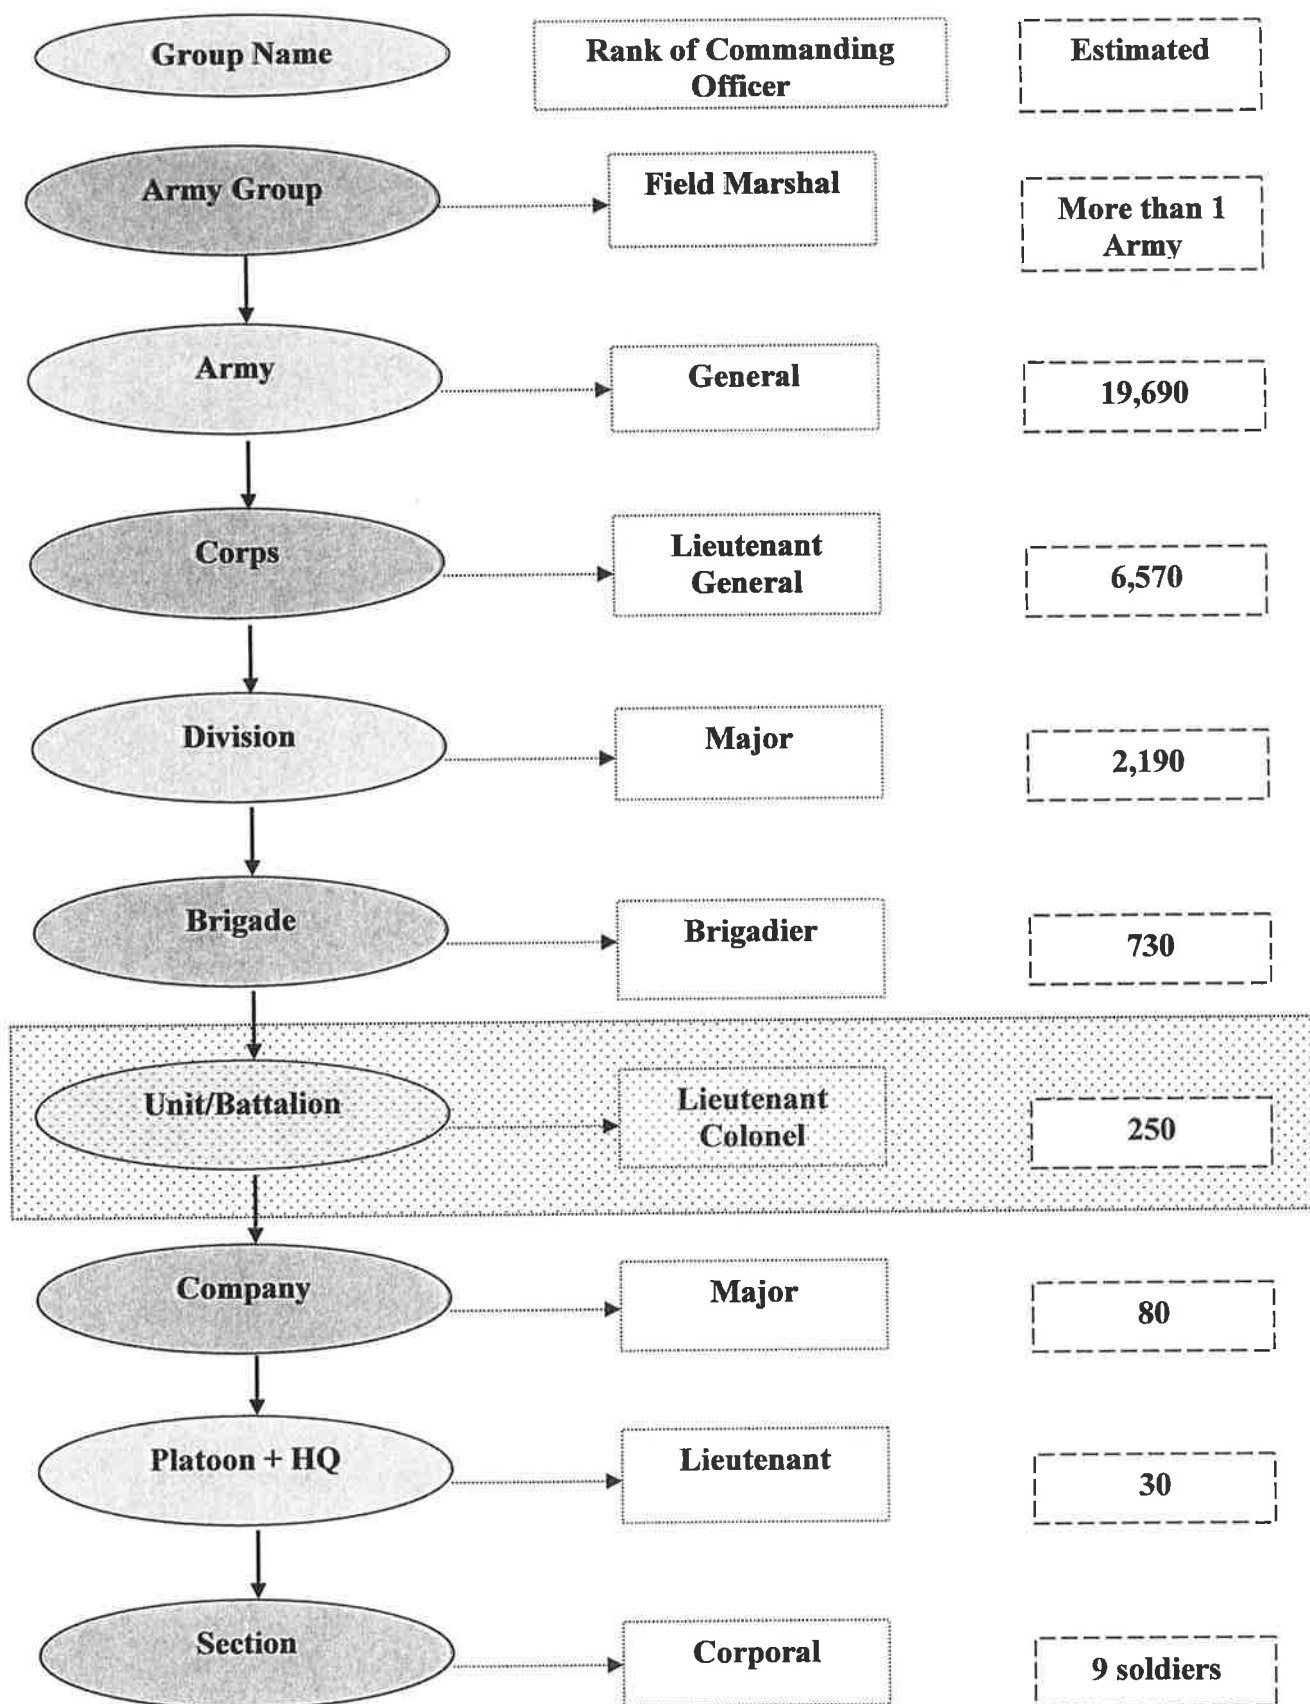 Group Name
Rank of Commanding
Officer
Estimated
Army Group
Field Marshal
More than 1
Army
Army
General
19,690
Corps
Lieutenant
General
6,570
Division
Major
2,190
Brigade
Brigadier
730
Unit/Battalion
Lieutenant
Colonel
250
Company
Major
80
Platoon + HQ
Lieutenant
30
Section
Corporal
9 soldiers